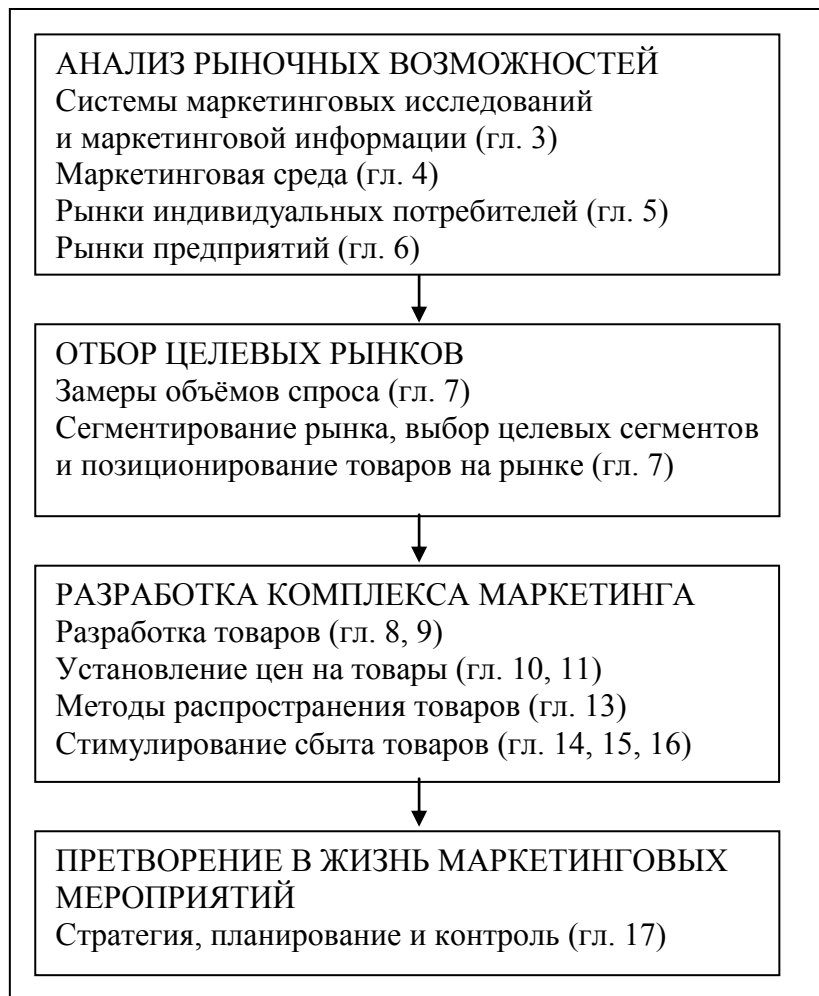 АНАЛИЗ РЫНОЧНЫХ ВОЗМОЖНОСТЕЙ
Системы маркетинговых исследований
и маркетинговой информации (гл. 3)
Маркетинговая среда (гл. 4)
Рынки индивидуальных потребителей (гл. 5)
Рынки предприятий (гл. 6)
ОТБОР ЦЕЛЕВЫХ РЫНКОВ
Замеры объёмов спроса (гл. 7)
Сегментирование рынка, выбор целевых сегментов
и позиционирование товаров на рынке (гл. 7)
РАЗРАБОТКА КОМПЛЕКСА МАРКЕТИНГА
Разработка товаров (гл. 8, 9)
Установление цен на товары (гл. 10, 11)
Методы распространения товаров (гл. 13)
Стимулирование сбыта товаров (гл. 14, 15, 16)
ПРЕТВОРЕНИЕ В ЖИЗНЬ МАРКЕТИНГОВЫХ
МЕРОПРИЯТИЙ
Стратегия, планирование и контроль (гл. 17)